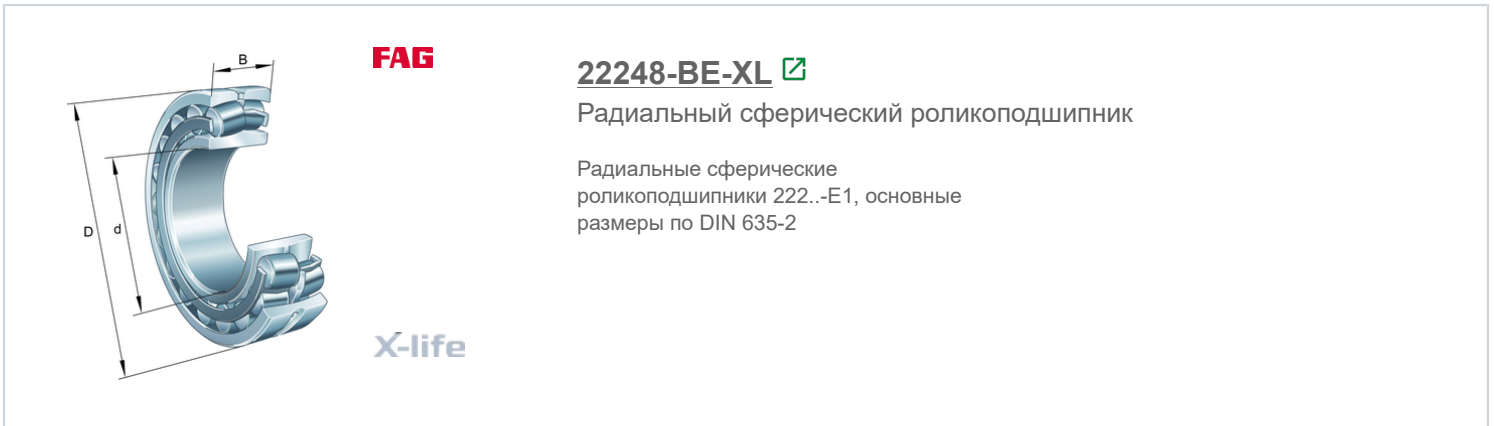 B
D
d
FAG
X-life
22248-BE-XL
Радиальный сферический роликоподшипник
Радиальные сферические
роликоподшипники 222..-E1, основные
размеры по DIN 635-2